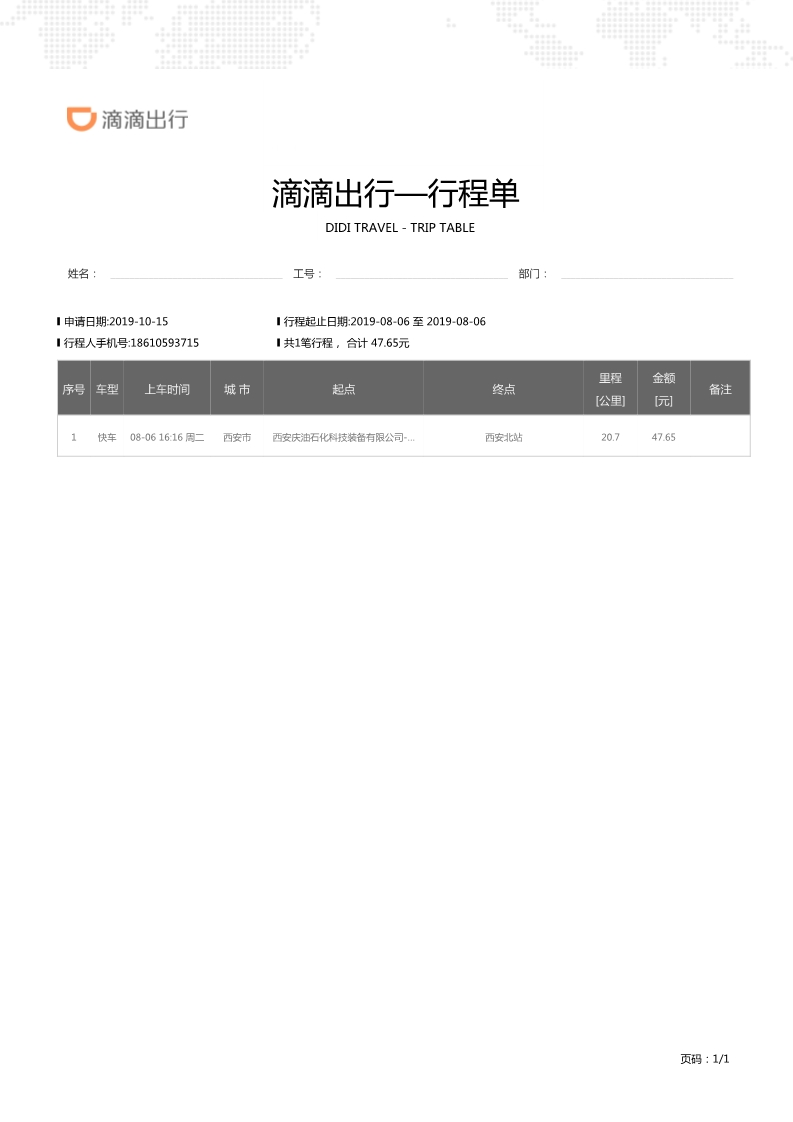 滴滴出行
滴滴出行—行程单
DIDI TRAVEL - TRIP TABLE
姓名： 工号： 部门：
申请日期:2019-10-15 行程起止日期:2019-08-06 至 2019-08-06
行程人手机号:18610593715 共1笔行程， 合计 47.65元
序号 车型 上车时间 城 市 起点 终点 里程 [公里] 金额 [元] 备注
1 快车 08-06 16:16 周二 西安市 西安庆油石化科技装备有限公司-... 西安北站 20.7 47.65
页码：1/1